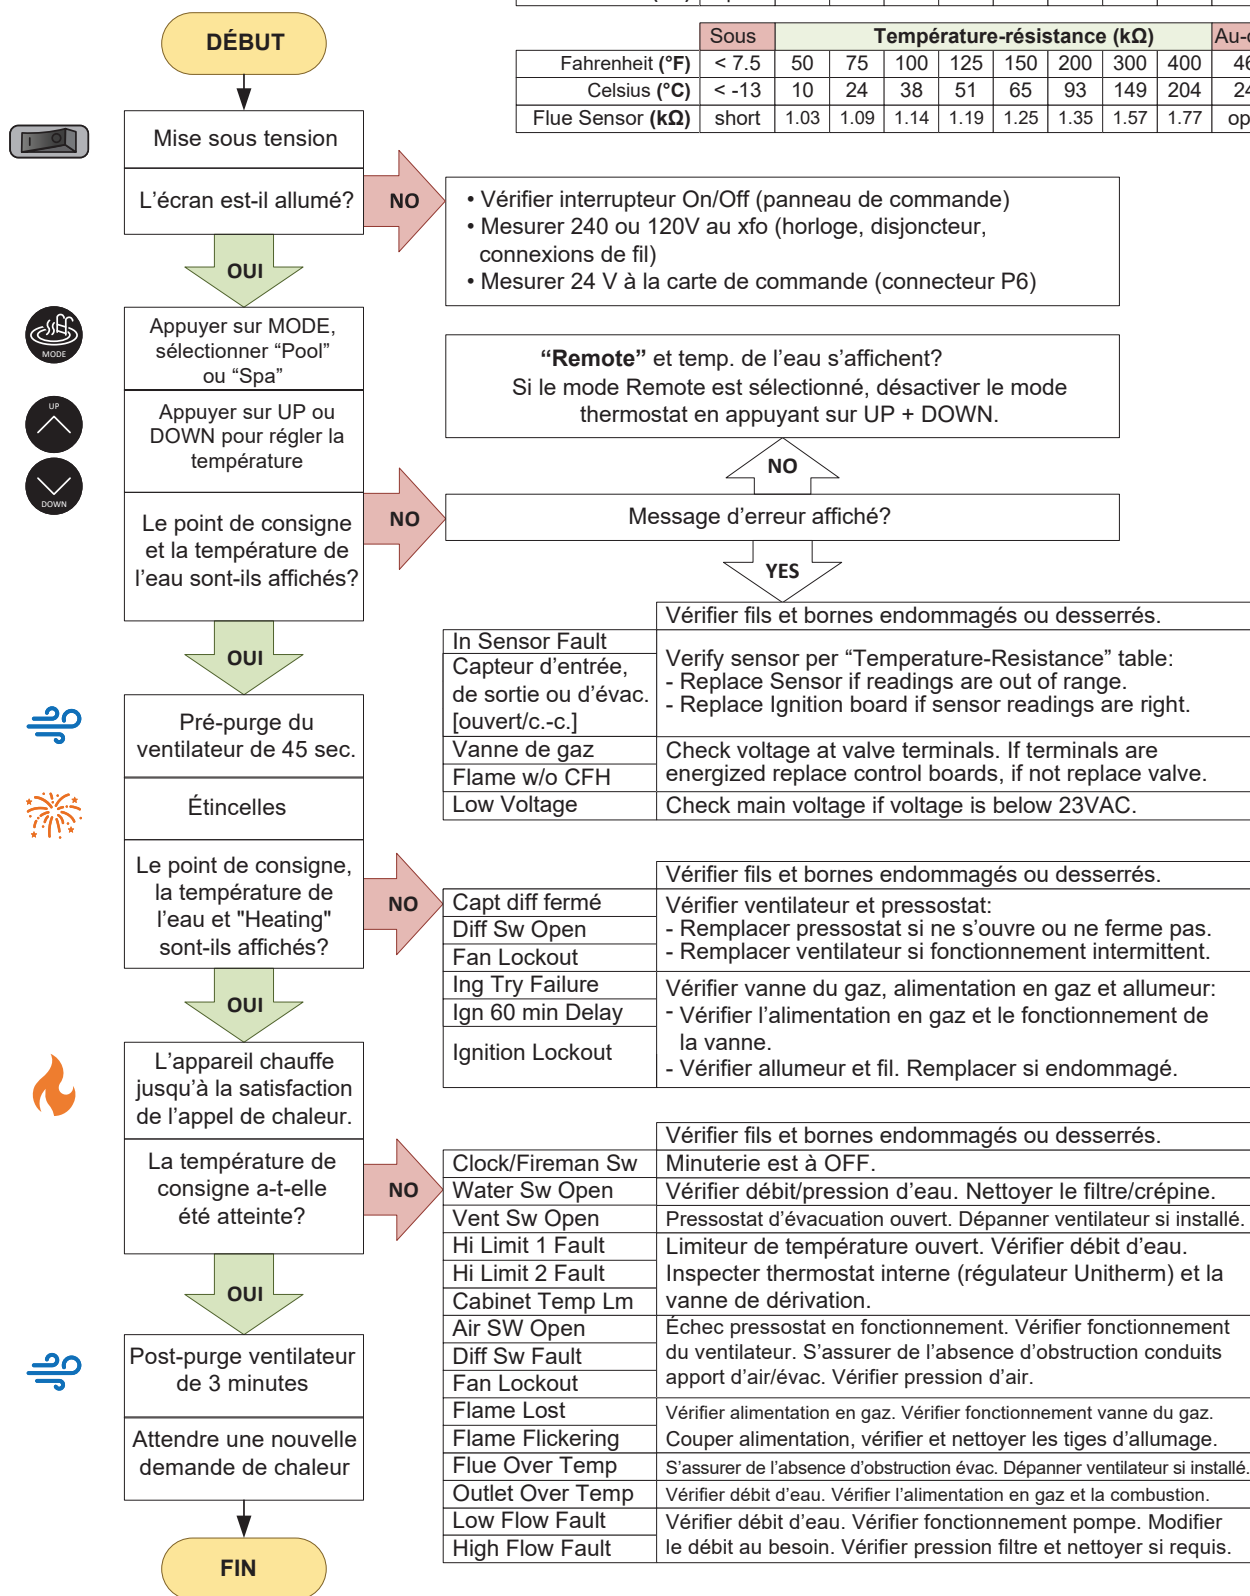 DÉBUT
Sous Température-résistance (kΩ)
Fahrenheit (°F) < 7.5 50 75 100 125 150 200 300 400
Celsius (°C) < -13 10 24 38 51 65 93 149 204
Flue Sensor (kΩ) short 1.03 1.09 1.14 1.19 1.25 1.35 1.57 1.77
Mise sous tension
L'écran est-il allumé?
NO
• Vérifier interrupteur On/Off (panneau de commande)
• Mesurer 240 ou 120V au xfo (horloge, disjoncteur,
connexions de fil)
• Mesurer 24 V à la carte de commande (connecteur P6)
OUI
MODE
Appuyer sur MODE,
sélectionner “Pool”
ou “Spa”
UP
DOWN
Appuyer sur UP ou
DOWN pour régler la
température
Le point de consigne
et la température de
l'eau sont-ils affichés?
NO
“Remote” et temp. de l'eau s'affichent?
Si le mode Remote est sélectionné, désactiver le mode
thermostat en appuyant sur UP + DOWN.
NO
Message d'erreur affiché?
YES
Vérifier fils et bornes endommagés ou desserrés.
In Sensor Fault
Capteur d'entrée,
de sortie ou d'évac.
[ouvert/c.-c.]
Verify sensor per “Temperature-Resistance” table:
- Replace Sensor if readings are out of range.
- Replace Ignition board if sensor readings are right.
Vanne de gaz
Flame w/o CFH
Check voltage at valve terminals. If terminals are
energized replace control boards, if not replace valve.
Low Voltage
Check main voltage if voltage is below 23VAC.
OUI
Pré-purge du
ventilateur de 45 sec.
Étincelles
Le point de consigne,
la température de
l'eau et "Heating"
sont-ils affichés?
NO
Vérifier fils et bornes endommagés ou desserrés.
Capt diff fermé
Diff Sw Open
Fan Lockout
Vérifier ventilateur et pressostat:
- Remplacer pressostat si ne s'ouvre ou ne ferme pas.
- Remplacer ventilateur si fonctionnement intermittent.
Ing Try Failure
Ign 60 min Delay
Ignition Lockout
Vérifier vanne du gaz, alimentation en gaz et allumeur:
- Vérifier l'alimentation en gaz et le fonctionnement de
la vanne.
- Vérifier allumeur et fil. Remplacer si endommagé.
OUI
L'appareil chauffe
jusqu'à la satisfaction
de l'appel de chaleur.
La température de
consigne a-t-elle
été atteinte?
NO
Vérifier fils et bornes endommagés ou desserrés.
Clock/Fireman Sw
Minuterie est à OFF.
Water Sw Open
Vérifier débit/pression d'eau. Nettoyer le filtre/crépine.
Vent Sw Open
Pressostat d'évacuation ouvert. Dépanner ventilateur si installé.
Hi Limit 1 Fault
Hi Limit 2 Fault
Cabinet Temp Lm
Limiteur de température ouvert. Vérifier débit d'eau.
Inspecter thermostat interne (régulateur Unitherm) et la
vanne de dérivation.
Air SW Open
Diff Sw Fault
Fan Lockout
Échec pressostat en fonctionnement. Vérifier fonctionnement
du ventilateur. S'assurer de l'absence d'obstruction conduits
apport d'air/évac. Vérifier pression d'air.
Flame Lost
Vérifier alimentation en gaz. Vérifier fonctionnement vanne du gaz.
Flame Flickering
Couper alimentation, vérifier et nettoyer les tiges d'allumage.
Flue Over Temp
S'assurer de l'absence d'obstruction évac. Dépanner ventilateur si installé.
Outlet Over Temp
Vérifier débit d'eau. Vérifier l'alimentation en gaz et la combustion.
Low Flow Fault
High Flow Fault
Vérifier débit d'eau. Vérifier fonctionnement pompe. Modifier
le débit au besoin. Vérifier pression filtre et nettoyer si requis.
OUI
Post-purge ventilateur
de 3 minutes
Attendre une nouvelle
demande de chaleur
FIN